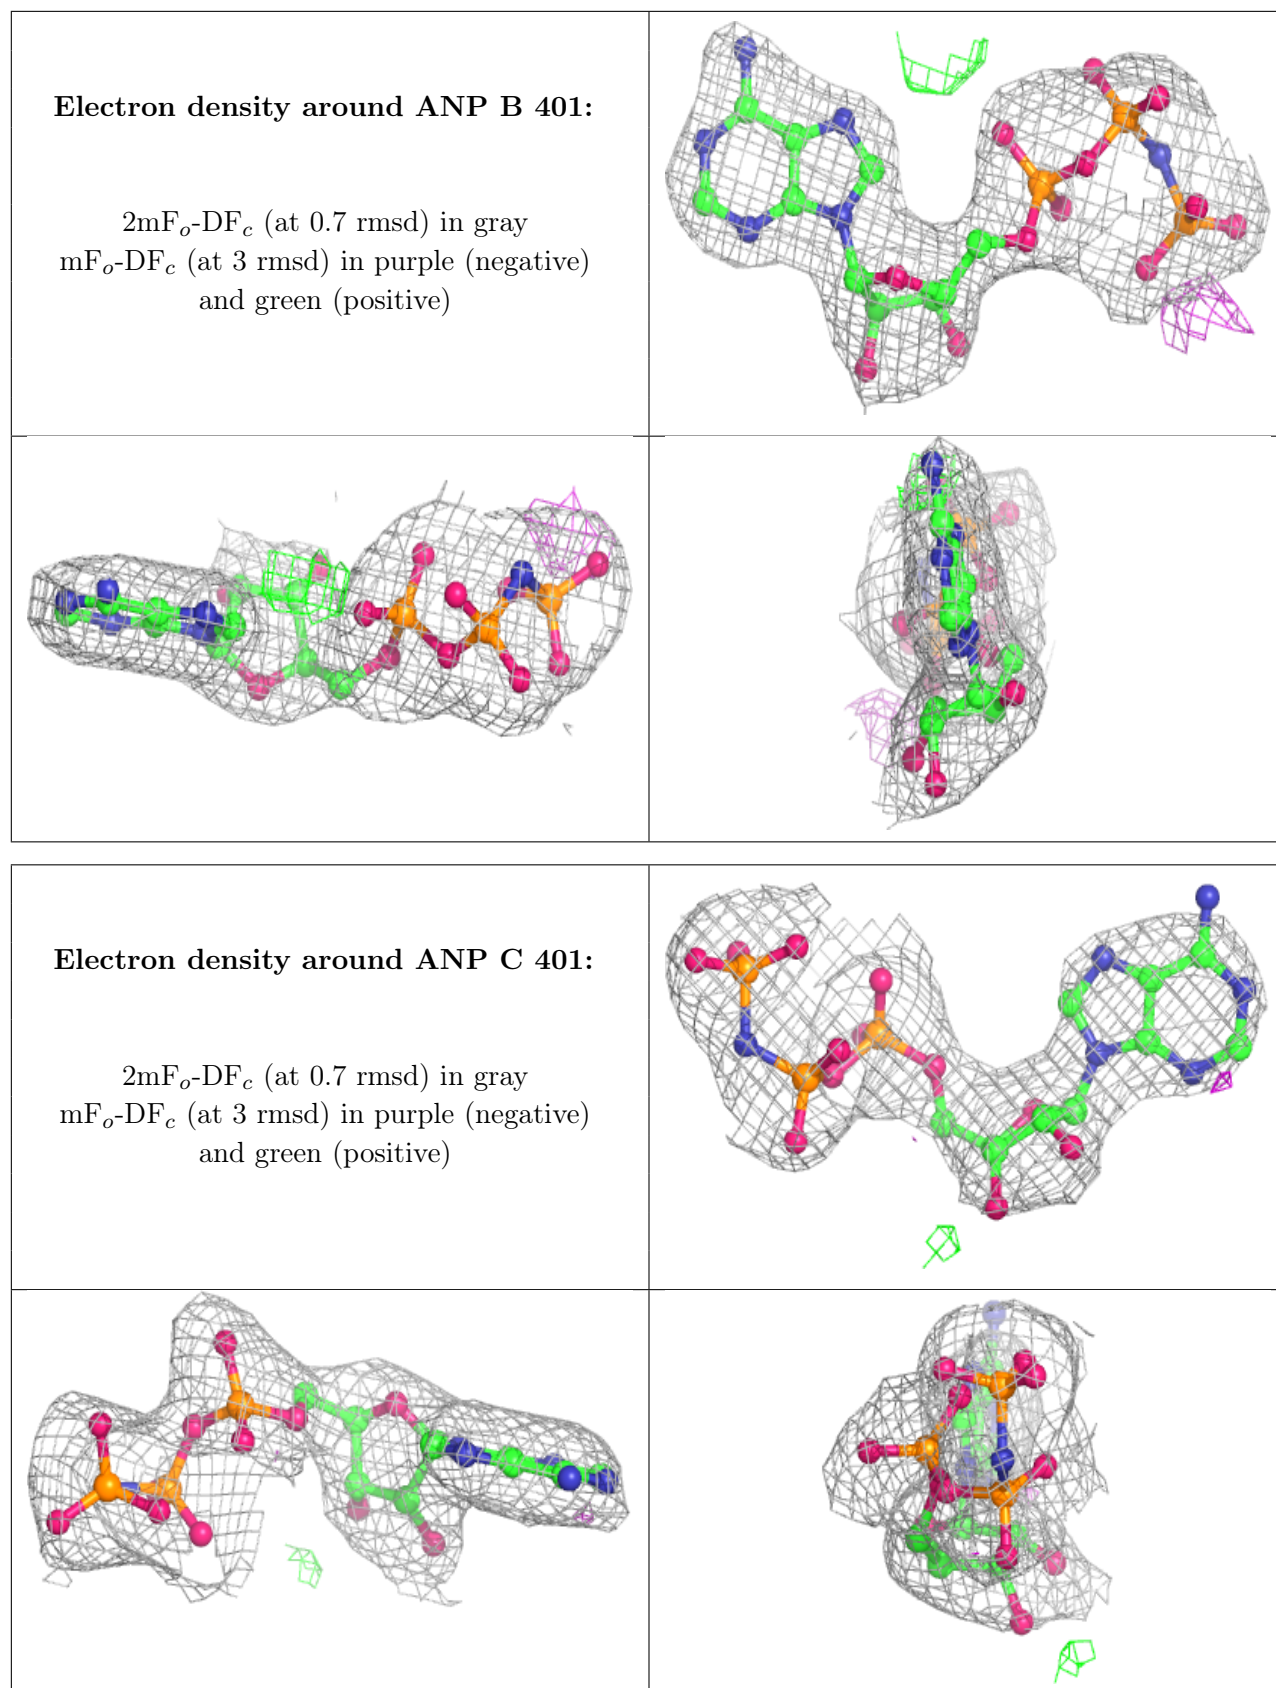 Electron density around ANP B 401:
2mFₒ-DF𝑐 (at 0.7 rmsd) in gray
mFₒ-DF𝑐 (at 3 rmsd) in purple (negative)
and green (positive)
Electron density around ANP C 401:
2mFₒ-DF𝑐 (at 0.7 rmsd) in gray
mFₒ-DF𝑐 (at 3 rmsd) in purple (negative)
and green (positive)